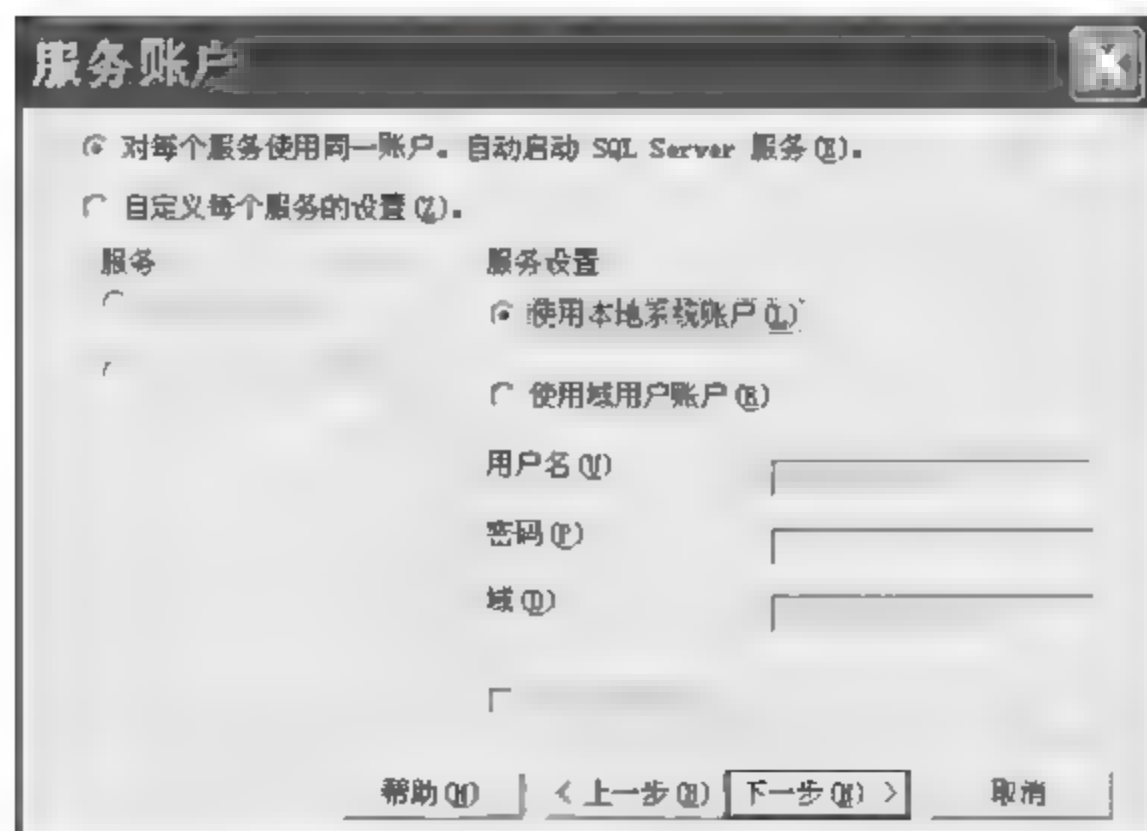 服务账户
对每个服务使用同一账户。自动启动 SQL Server 服务(E)。
自定义每个服务的设置(Z)。
服务
服务设置
使用本地系统账户(L)
使用域用户账户(R)
用户名(U)
密码(P)
域(D)
帮助(H)
< 上一步(B)
下一步(N) >
取消